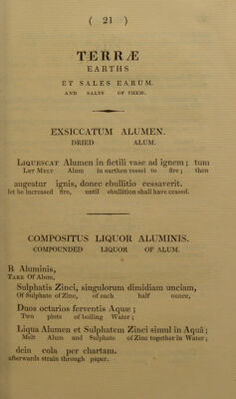 ( 21 )
TERRÆ
EARTHS
ET SALES EARUM.
AND SALTS OF THEM.
EXSICCATUM ALUMEN.
DRIED ALUM.
LIQUESCAT Alumen in fictili vase ad ignem; tum
LET MELT Alum in earthen vessel to fire; then
augeatur ignis, donec ebullitio cessaverit.
let be increased fire, until ebullition shall have ceased.
COMPOSITUS LIQUOR ALUMINIS.
COMPOUNDED LIQUOR OF ALUM.
R Aluminis,
TAKE Of Alum,
Sulphatis Zinci, singulorum dimidiam unciam,
Of Sulphate of Zinc, of each half ounce,
Duos octarios ferventis Aquæ;
Two pints of boiling Water;
Liqua Alumen et Sulphatem Zinci simul in Aquâ;
Melt Alum and Sulphate of Zinc together in Water;
dein cola per chartam.
afterwards strain through paper.